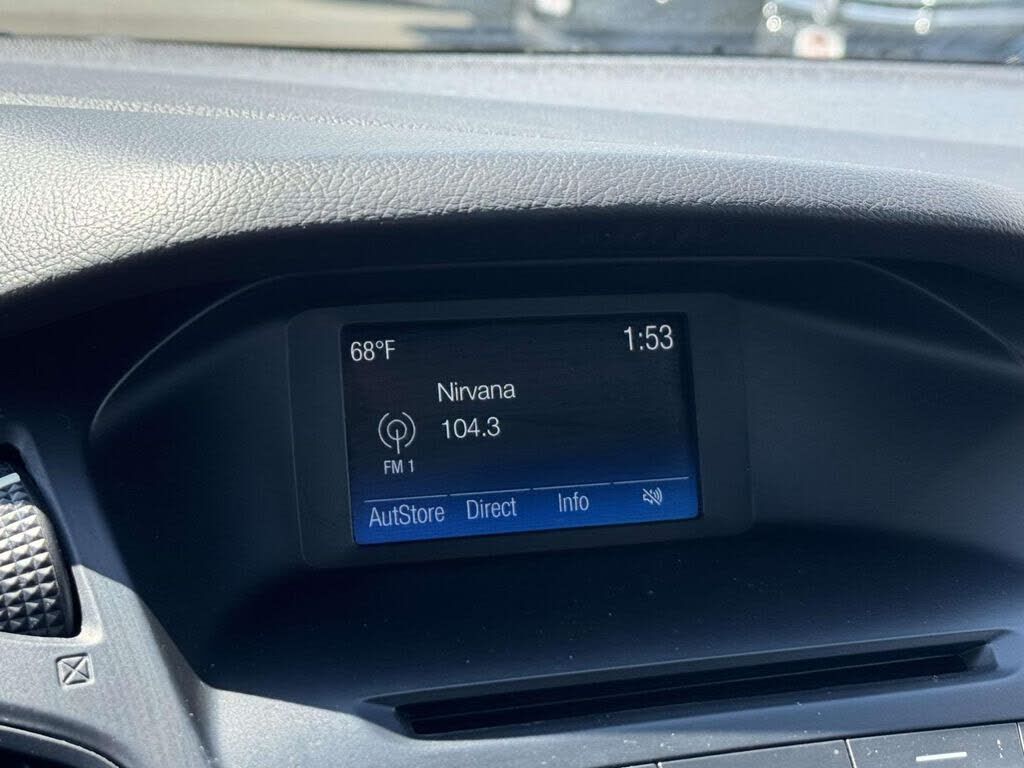 68°F 1:53
Nirvana
104.3
FM 1
AutStore Direct Info